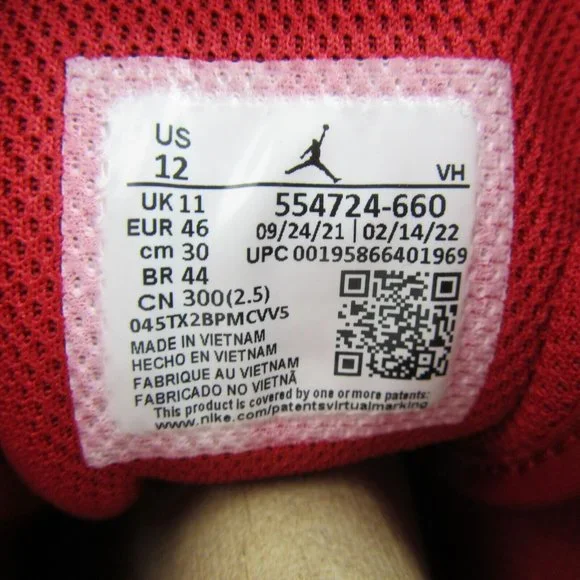 US
12
VH
UK 11
EUR 46
cm 30
BR 44
CN 300(2.5)
554724-660
09/24/21 | 02/14/22
UPC 00195866401969
045TX2BPMCVV5
MADE IN VIETNAM
HECHO EN VIETNAM
FABRIQUE AU VIETNAM
FABRICADO NO VIETNÃ
This product is covered by one or more patents:
www.nike.com/patentsvirtualmarking